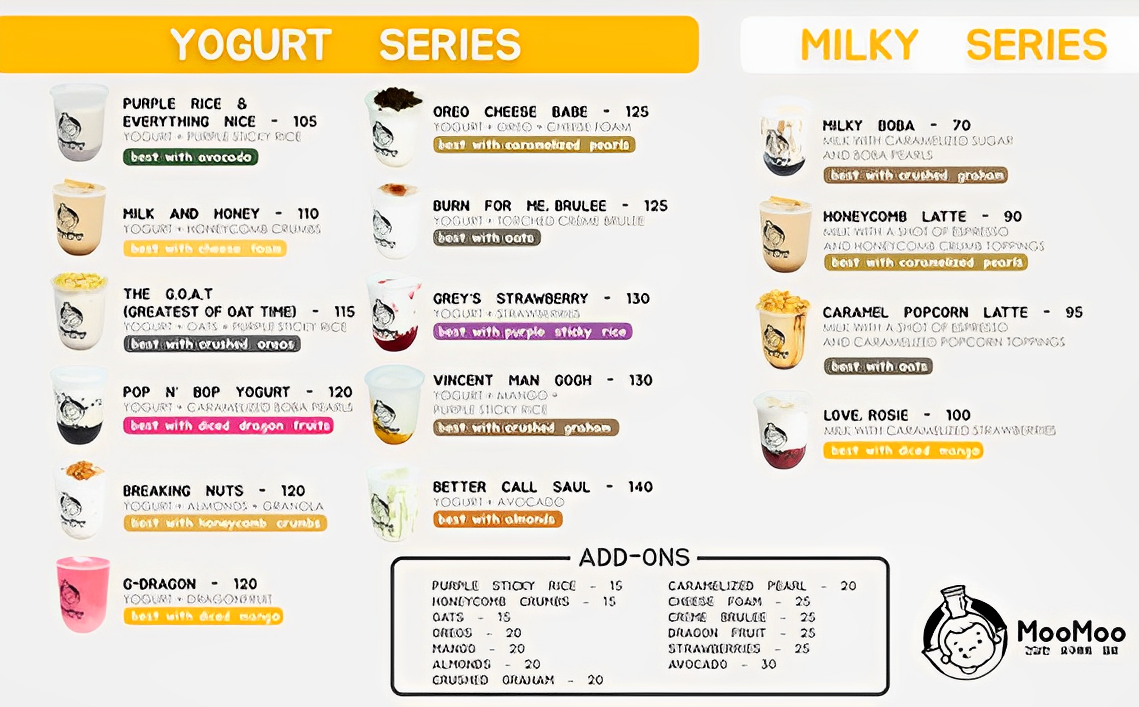 YOGURT SERIES
PURPLE RICE &
EVERYTHING NICE - 105
YOGURT + PURPLE STICKY RICE
best with avocado
MILK AND HONEY - 110
YOGURT + HONEYCOMB CRUMBS
best with cheese foam
THE G.O.A.T
(GREATEST OF OAT TIME) - 115
YOGURT + OATS + PURPLE STICKY RICE
best with crushed oreos
POP N' BOP YOGURT - 120
YOGURT + CARAMELIZED BOBA PEARLS
best with diced dragon fruits
BREAKING NUTS - 120
YOGURT + ALMONDS + GRANOLA
best with honeycomb crumbs
G-DRAGON - 120
YOGURT + DRAGONFRUIT
best with diced mango
OREO CHEESE BABE - 125
YOGURT + OREO + CHEESE FOAM
best with caramelized pearls
BURN FOR ME, BRULEE - 125
YOGURT + TORCHED CREME BRULEE
best with oats
GREY'S STRAWBERRY - 130
YOGURT + STRAWBERRIES
best with purple sticky rice
VINCENT MAN GOGH - 130
YOGURT + MANGO +
PURPLE STICKY RICE
best with crushed graham
BETTER CALL SAUL - 140
YOGURT + AVOCADO
best with almonds
MILKY SERIES
MILKY BOBA - 70
MILK WITH CARAMELIZED SUGAR
AND BOBA PEARLS
best with crushed graham
HONEYCOMB LATTE - 90
MILK WITH A SHOT OF ESPRESSO
AND HONEYCOMB CRUMB TOPPINGS
best with caramelized pearls
CARAMEL POPCORN LATTE - 95
MILK WITH A SHOT OF ESPRESSO
AND CARAMELIZED POPCORN TOPPINGS
best with oats
LOVE, ROSIE - 100
MILK WITH CARAMELIZED STRAWBERRIES
best with diced mango
ADD-ONS
PURPLE STICKY RICE - 15
HONEYCOMB CRUMBS - 15
OATS - 15
OREOS - 20
MANGO - 20
ALMONDS - 20
CRUSHED GRAHAM - 20
CARAMELIZED PEARL - 20
CHEESE FOAM - 25
CREME BRULEE - 25
DRAGON FRUIT - 25
STRAWBERRIES - 25
AVOCADO - 30
MooMoo